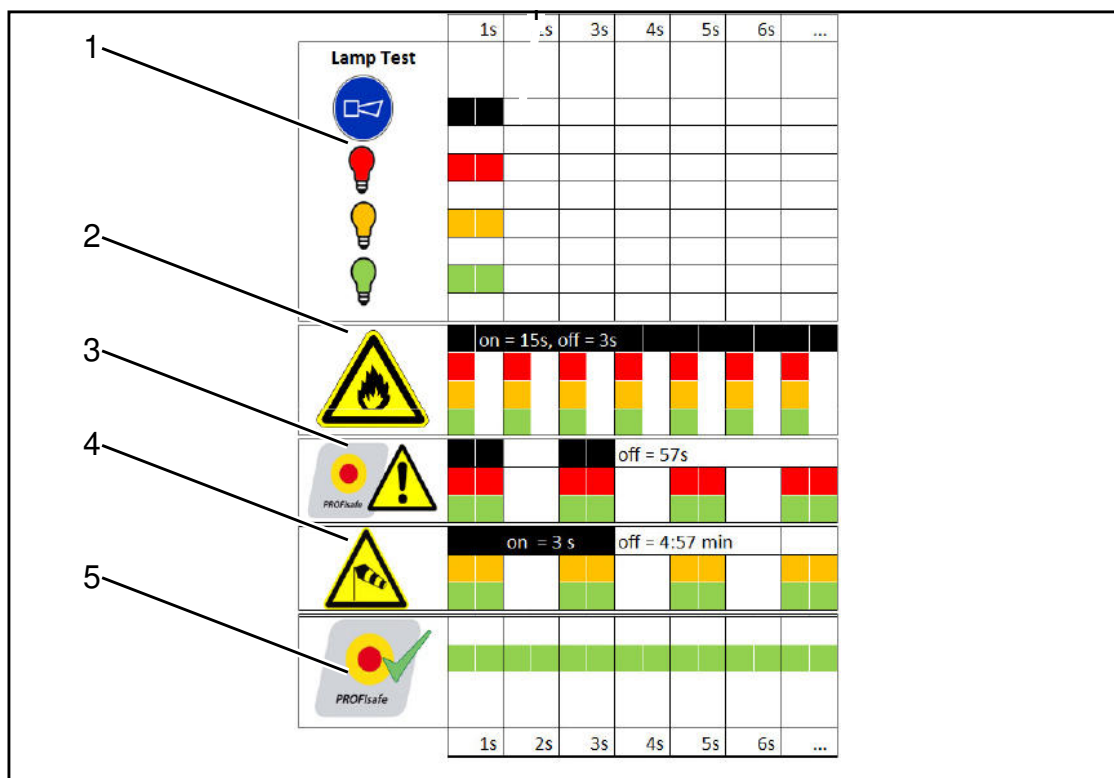 1s 3s 4s 5s 6s ...
1
Lamp Test
2
on = 15s, off = 3s
3
off = 57s
PROFIsafe
4
on = 3 s off = 4:57 min
5
PROFIsafe
1s 2s 3s 4s 5s 6s ...